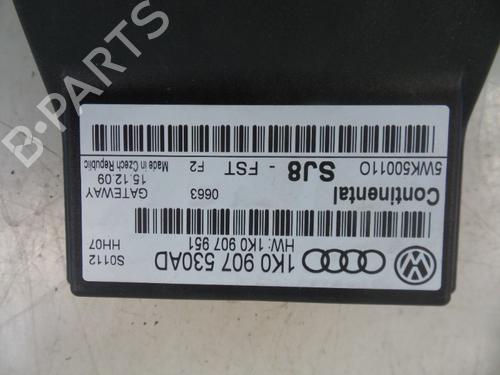 1K0 907 530AD S0112
HW: 1K0 907 951 HH07
Continental 0663 GATEWAY
15.12.09
5WK500110 SJ8 - FST F2 Made in Czech Republic
B-PARTS